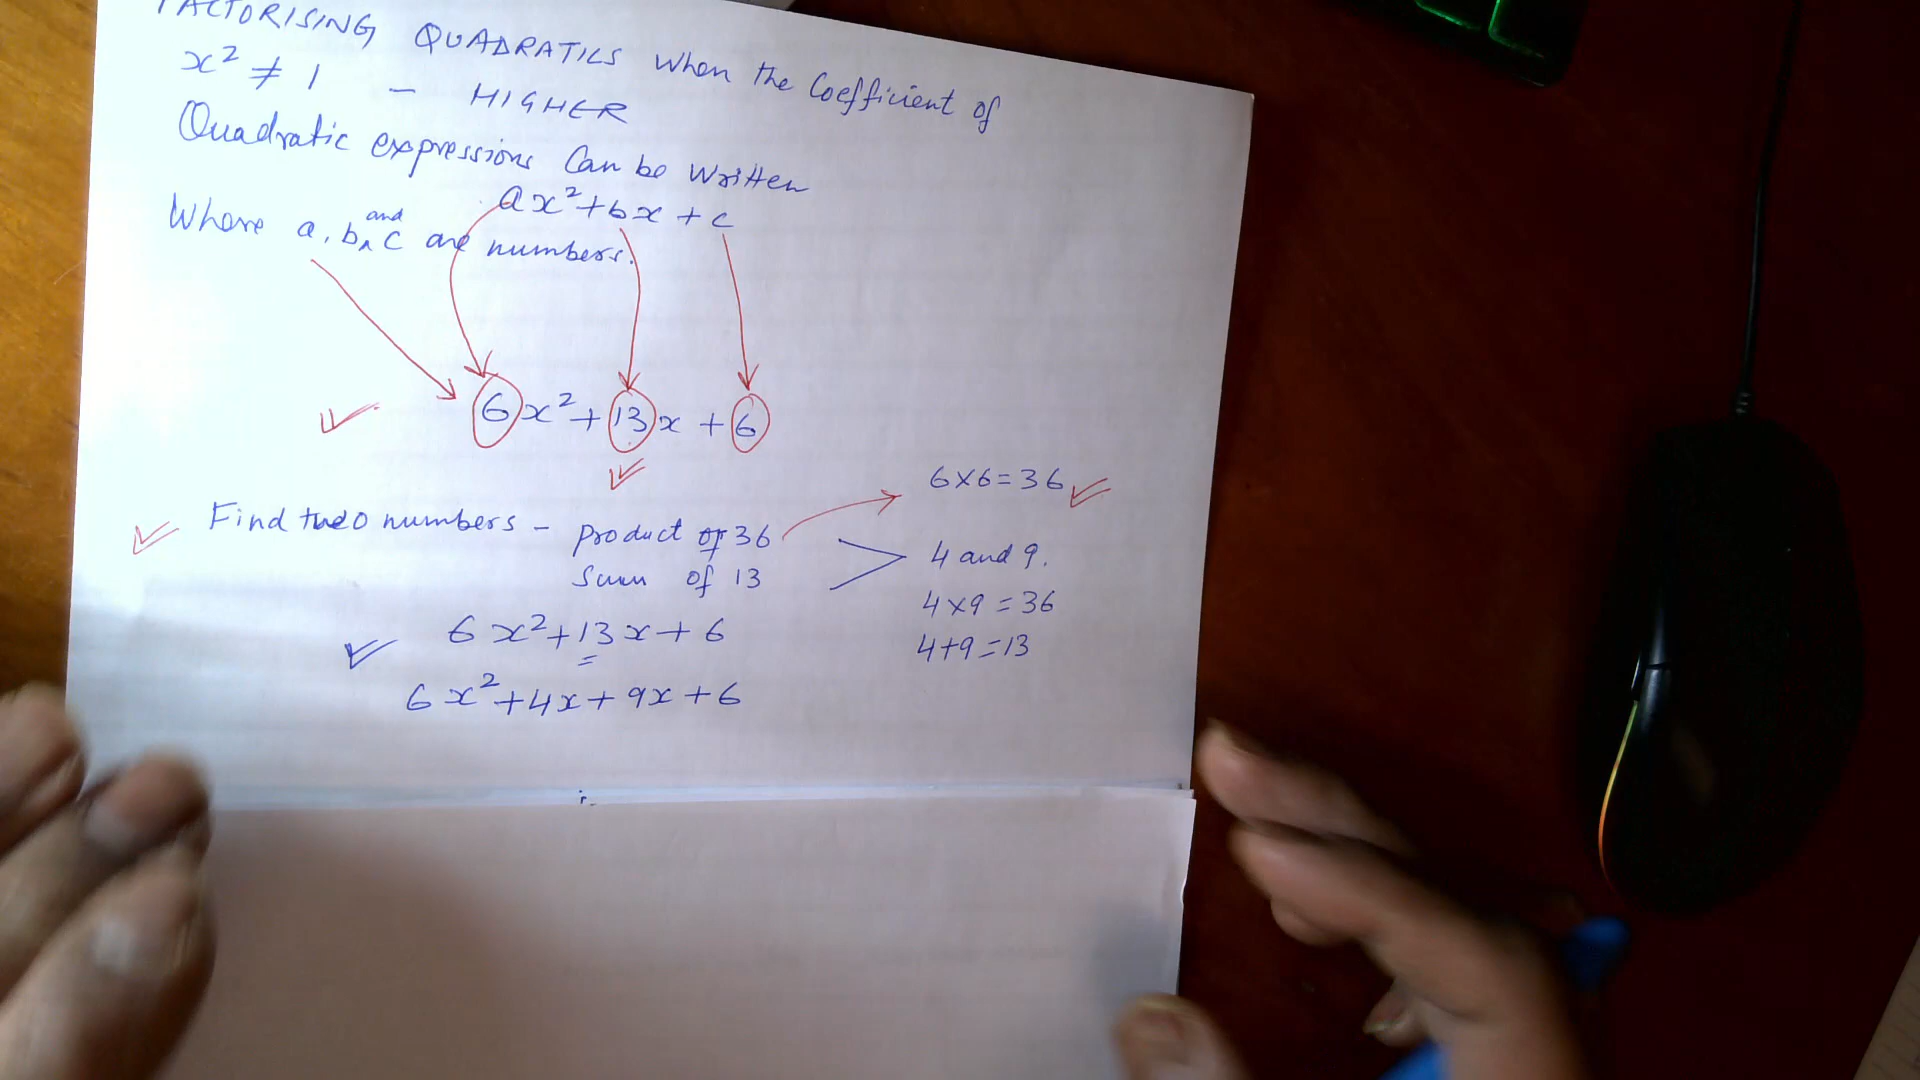 FACTORISING QUADRATICS when the Coefficient of
x² ≠ 1 - HIGHER
Quadratic expressions Can be written
ax²+bx+c
Where a, b^and c are numbers.
6x²+13x+6
6×6=36
Find two numbers - product of 36
Sum of 13
4 and 9.
4×9=36
4+9=13
6x²+13x+6
6x²+4x+9x+6